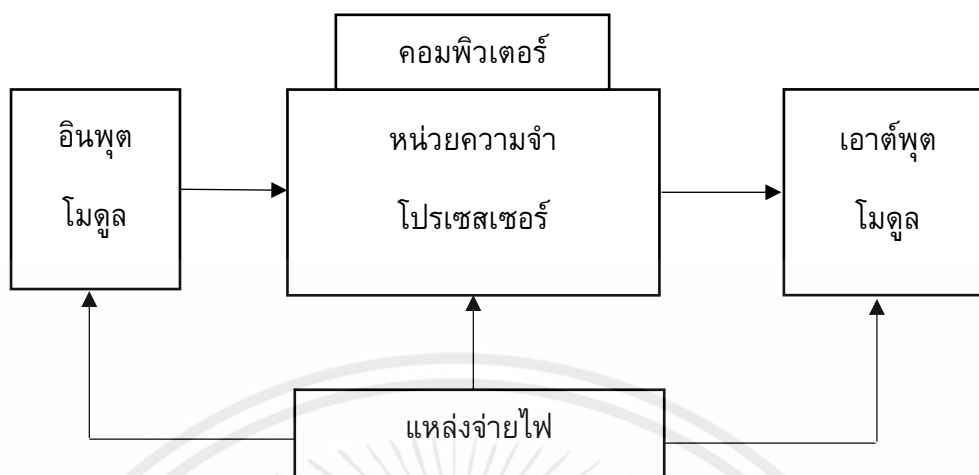 คอมพิวเตอร์
อินพุต
โมดูล
หน่วยความจำ
โปรเซสเซอร์
เอาต์พุต
โมดูล
แหล่งจ่ายไฟ